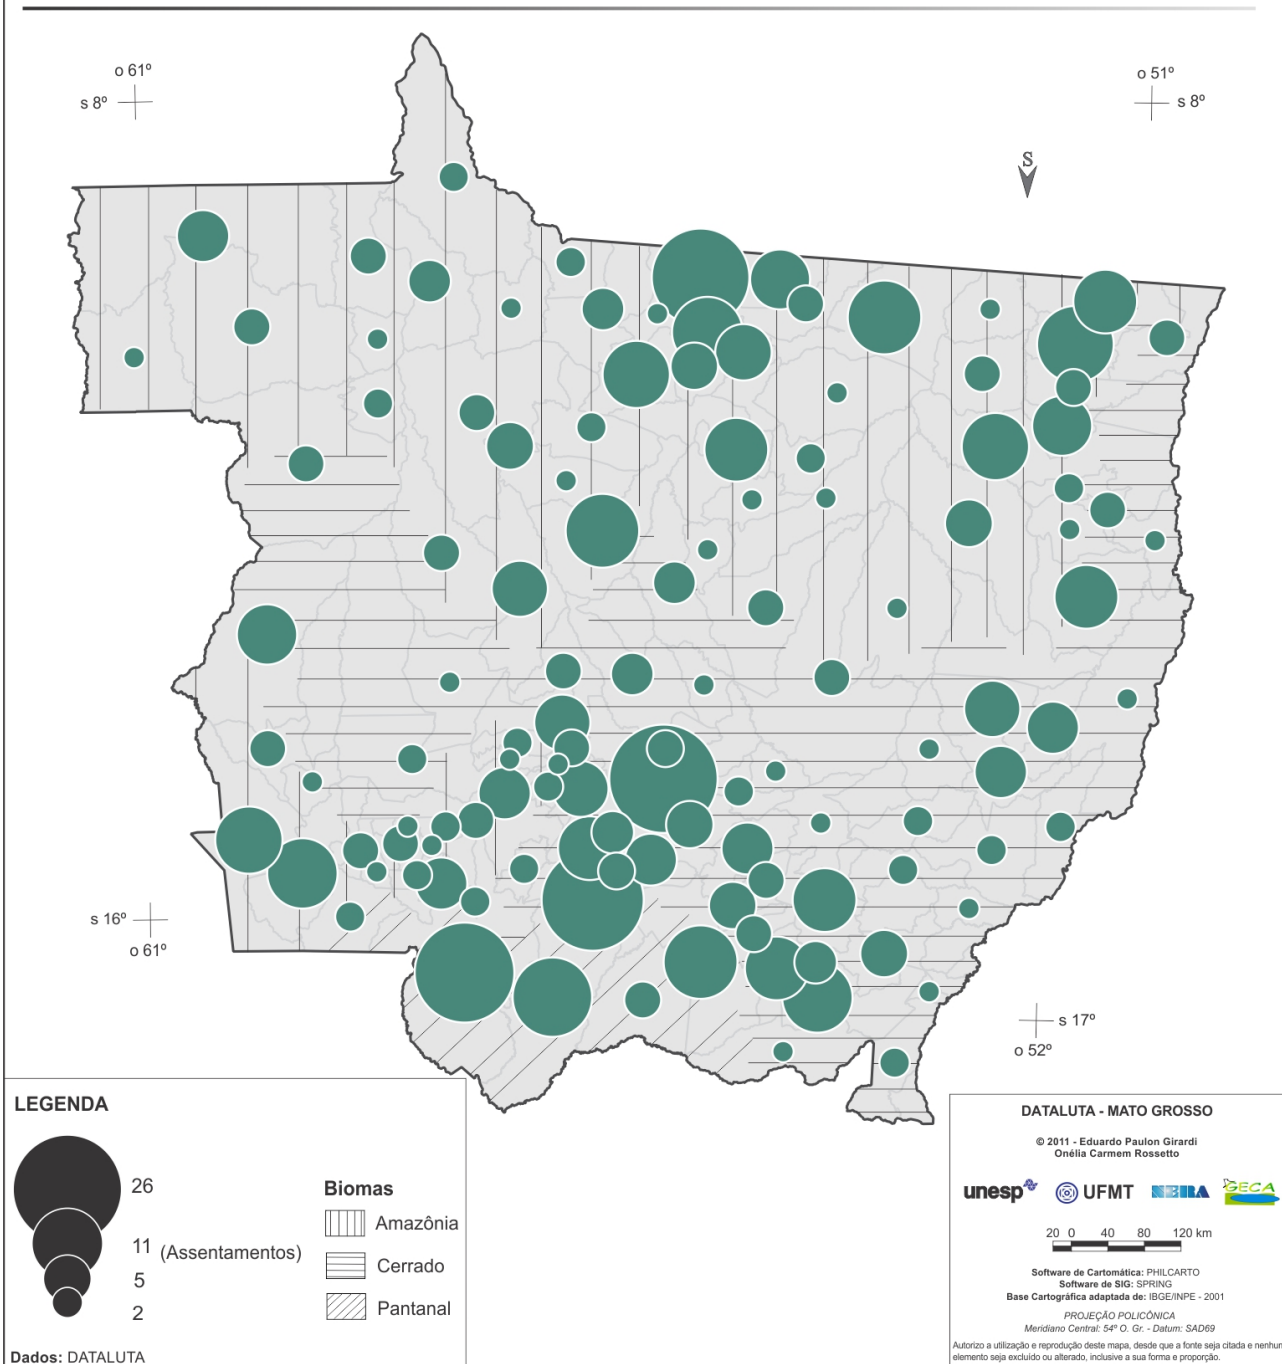 o 61º
s 8º
o 51º
s 8º
S
s 16º
o 61º
s 17º
o 52º
LEGENDA
26
11
(Assentamentos)
5
2
Biomas
Amazônia
Cerrado
Pantanal
Dados: DATALUTA
DATALUTA - MATO GROSSO
© 2011 - Eduardo Paulon Girardi
Onélia Carmem Rossetto
unesp
UFMT
NERA
GECA
20 0 40 80 120 km
Software de Cartomática: PHILCARTO
Software de SIG: SPRING
Base Cartográfica adaptada de: IBGE/INPE - 2001
PROJEÇÃO POLICÔNICA
Meridiano Central: 54º O. Gr. - Datum: SAD69
Autorizo a utilização e reprodução deste mapa, desde que a fonte seja citada e nenhum
elemento seja excluído ou alterado, inclusive a sua forma e proporção.